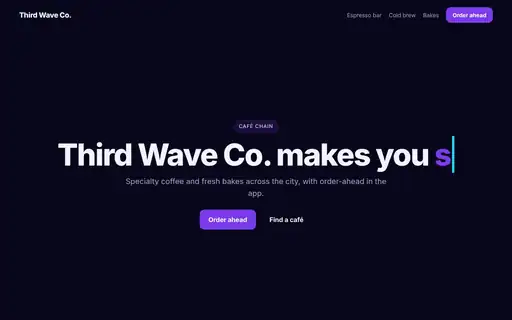 Third Wave Co.
Espresso bar
Cold brew
Bakes
Order ahead
CAFÉ CHAIN
Third Wave Co. makes you s
Specialty coffee and fresh bakes across the city, with order-ahead in the
app.
Order ahead
Find a café